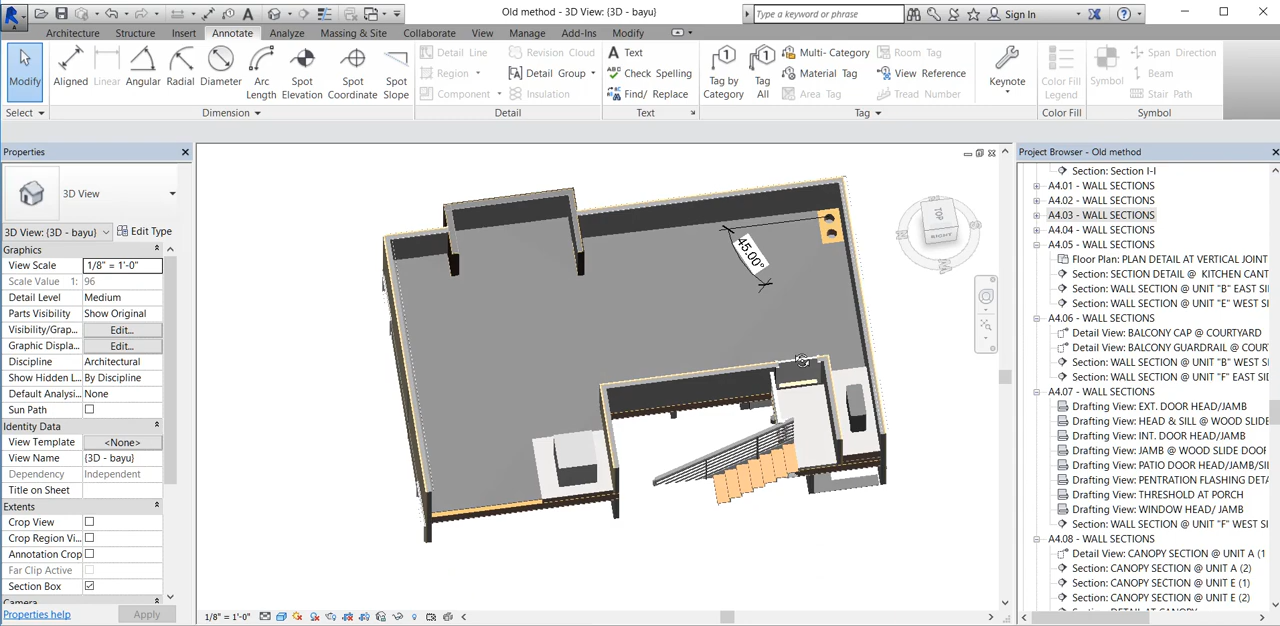 Old method - 3D View: {3D - bayu}
Type a keyword or phrase
Sign In
Architecture
Structure
Insert
Annotate
Analyze
Massing & Site
Collaborate
View
Manage
Add-Ins
Modify
Modify
Aligned
Linear
Angular
Radial
Diameter
Arc
Length
Spot
Elevation
Spot
Coordinate
Spot
Slope
Detail Line
Region
Component
Revision Cloud
Detail Group
Insulation
Text
Check Spelling
Find/ Replace
Tag by
Category
Tag
All
Multi- Category
Material Tag
Area Tag
Room Tag
View Reference
Tread Number
Keynote
Color Fill
Legend
Symbol
Span Direction
Beam
Stair Path
Select
Dimension
Detail
Text
Tag
Color Fill
Symbol
Properties
3D View
3D View: {3D - bayu}
Edit Type
Graphics
View Scale
1/8" = 1'-0"
Scale Value 1:
96
Detail Level
Medium
Parts Visibility
Show Original
Visibility/Grap...
Edit...
Graphic Displa...
Edit...
Discipline
Architectural
Show Hidden L...
By Discipline
Default Analysi...
None
Sun Path
Identity Data
View Template
<None>
View Name
{3D - bayu}
Dependency
Independent
Title on Sheet
Extents
Crop View
Crop Region Vi...
Annotation Crop
Far Clip Active
Section Box
Camera
Properties help
Apply
45.00°
TOP
RIGHT
1/8" = 1'-0"
Project Browser - Old method
Section: Section I-I
A4.01 - WALL SECTIONS
A4.02 - WALL SECTIONS
A4.03 - WALL SECTIONS
A4.04 - WALL SECTIONS
A4.05 - WALL SECTIONS
Floor Plan: PLAN DETAIL AT VERTICAL JOINT
Section: SECTION DETAIL @ KITCHEN CANT
Section: WALL SECTION @ UNIT "B" EAST SI
Section: WALL SECTION @ UNIT "E" WEST S
A4.06 - WALL SECTIONS
Detail View: BALCONY CAP @ COURTYARD
Detail View: BALCONY GUARDRAIL @ COUR
Section: WALL SECTION @ UNIT "B" WEST S
Section: WALL SECTION @ UNIT "F" EAST SID
A4.07 - WALL SECTIONS
Drafting View: EXT. DOOR HEAD/JAMB
Drafting View: HEAD & SILL @ WOOD SLIDE
Drafting View: INT. DOOR HEAD/JAMB
Drafting View: JAMB @ WOOD SLIDE DOOF
Drafting View: PATIO DOOR HEAD/JAMB/SIL
Drafting View: PENTRATION FLASHING DETA
Drafting View: THRESHOLD AT PORCH
Drafting View: WINDOW HEAD/ JAMB
Section: WALL SECTION @ UNIT "F" WEST SI
A4.08 - WALL SECTIONS
Detail View: CANOPY SECTION @ UNIT A (1
Section: CANOPY SECTION @ UNIT A (2)
Section: CANOPY SECTION @ UNIT E (1)
Section: CANOPY SECTION @ UNIT E (2)